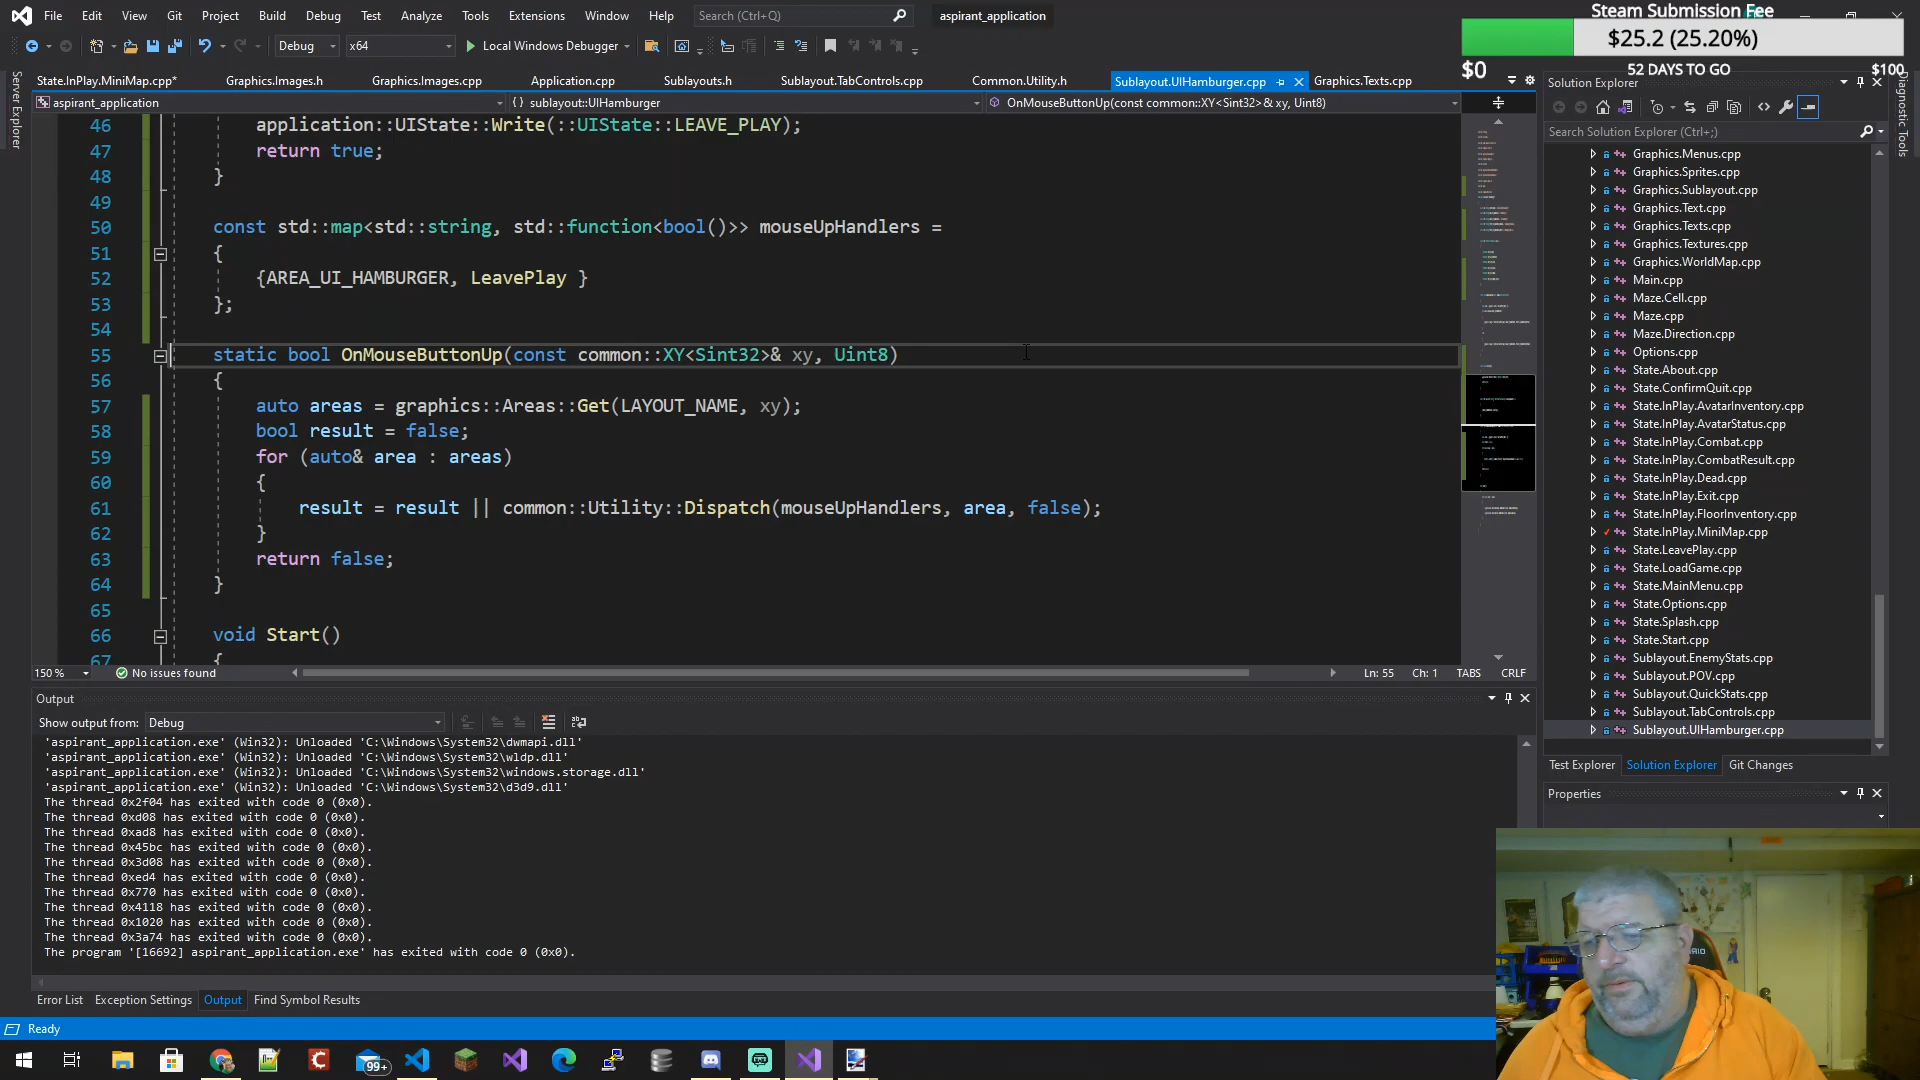 File Edit View Git Project Build Debug Test Analyze Tools Extensions Window Help Search (Ctrl+Q) aspirant_application
Steam Submission Fee
$25.2 (25.20%)
$0 52 DAYS TO GO $100
Debug x64 Local Windows Debugger
State.InPlay.MiniMap.cpp* Graphics.Images.h Graphics.Images.cpp Application.cpp Sublayouts.h Sublayout.TabControls.cpp Common.Utility.h Sublayout.UIHamburger.cpp Graphics.Texts.cpp
aspirant_application { } sublayout::UIHamburger OnMouseButtonUp(const common::XY<Sint32>& xy, Uint8)
Server Explorer
46 application::UIState::Write(::UIState::LEAVE_PLAY);
47 return true;
48 }
49
50 const std::map<std::string, std::function<bool()>> mouseUpHandlers =
51 {
52 {AREA_UI_HAMBURGER, LeavePlay }
53 };
54
55 static bool OnMouseButtonUp(const common::XY<Sint32>& xy, Uint8)
56 {
57 auto areas = graphics::Areas::Get(LAYOUT_NAME, xy);
58 bool result = false;
59 for (auto& area : areas)
60 {
61 result = result || common::Utility::Dispatch(mouseUpHandlers, area, false);
62 }
63 return false;
64 }
65
66 void Start()
67 {
150 % No issues found Ln: 55 Ch: 1 TABS CRLF
Output
Show output from: Debug
'aspirant_application.exe' (Win32): Unloaded 'C:\Windows\System32\dwmapi.dll'
'aspirant_application.exe' (Win32): Unloaded 'C:\Windows\System32\wldp.dll'
'aspirant_application.exe' (Win32): Unloaded 'C:\Windows\System32\windows.storage.dll'
'aspirant_application.exe' (Win32): Unloaded 'C:\Windows\System32\d3d9.dll'
The thread 0x2f04 has exited with code 0 (0x0).
The thread 0xd08 has exited with code 0 (0x0).
The thread 0xad8 has exited with code 0 (0x0).
The thread 0x45bc has exited with code 0 (0x0).
The thread 0x3d08 has exited with code 0 (0x0).
The thread 0xed4 has exited with code 0 (0x0).
The thread 0x770 has exited with code 0 (0x0).
The thread 0x4118 has exited with code 0 (0x0).
The thread 0x1020 has exited with code 0 (0x0).
The thread 0x3a74 has exited with code 0 (0x0).
The program '[16692] aspirant_application.exe' has exited with code 0 (0x0).
Error List Exception Settings Output Find Symbol Results
Ready
99+
Solution Explorer
Search Solution Explorer (Ctrl+;)
Graphics.Menus.cpp
Graphics.Sprites.cpp
Graphics.Sublayout.cpp
Graphics.Text.cpp
Graphics.Texts.cpp
Graphics.Textures.cpp
Graphics.WorldMap.cpp
Main.cpp
Maze.Cell.cpp
Maze.cpp
Maze.Direction.cpp
Options.cpp
State.About.cpp
State.ConfirmQuit.cpp
State.InPlay.AvatarInventory.cpp
State.InPlay.AvatarStatus.cpp
State.InPlay.Combat.cpp
State.InPlay.CombatResult.cpp
State.InPlay.Dead.cpp
State.InPlay.Exit.cpp
State.InPlay.FloorInventory.cpp
State.InPlay.MiniMap.cpp
State.LeavePlay.cpp
State.LoadGame.cpp
State.MainMenu.cpp
State.Options.cpp
State.Splash.cpp
State.Start.cpp
Sublayout.EnemyStats.cpp
Sublayout.POV.cpp
Sublayout.QuickStats.cpp
Sublayout.TabControls.cpp
Sublayout.UIHamburger.cpp
Test Explorer Solution Explorer Git Changes
Properties
Diagnostic Tools